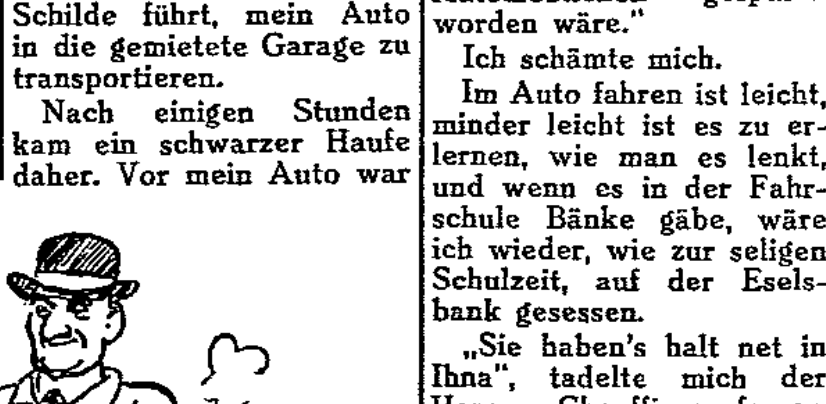 Schilde führt, mein Auto
in die gemietete Garage zu
transportieren.
Nach einigen Stunden
kam ein schwarzer Haufe
daher. Vor mein Auto war
worden wäre."
Ich schämte mich.
Im Auto fahren ist leicht,
minder leicht ist es zu er-
lernen, wie man es lenkt,
und wenn es in der Fahr-
schule Bänke gäbe, wäre
ich wieder, wie zur seligen
Schulzeit, auf der Esels-
bank gesessen.
„Sie haben's halt net in
Ihna", tadelte mich der